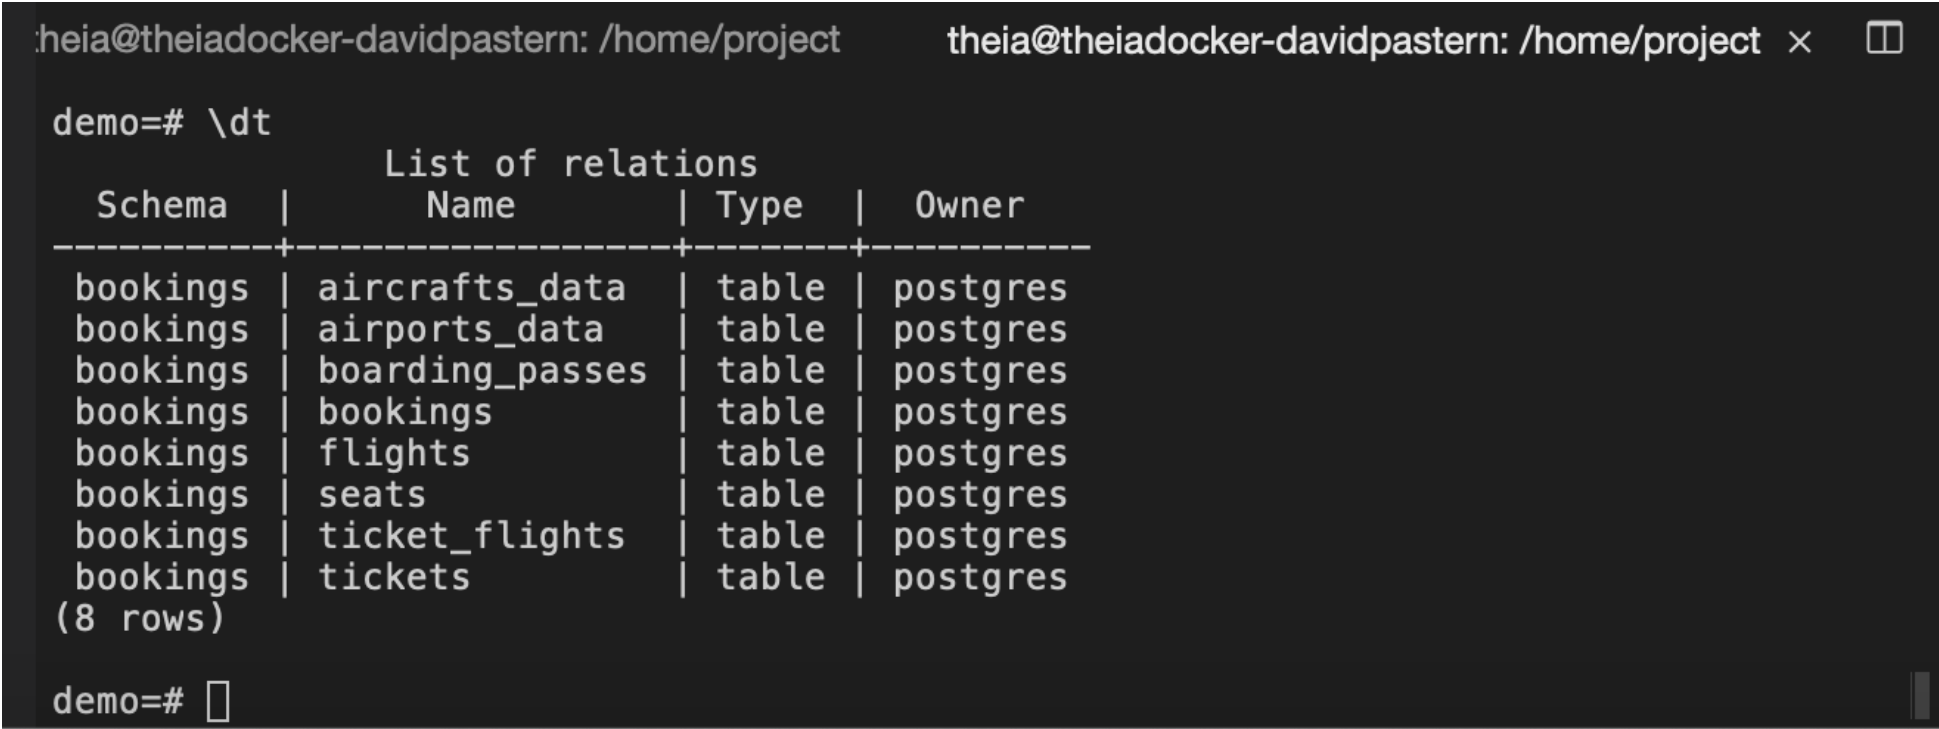 theia@theiadocker-davidpastern: /home/project theia@theiadocker-davidpastern: /home/project ×
demo=# \dt
List of relations
Schema | Name | Type | Owner
----------+-----------------+-------+----------
bookings | aircrafts_data | table | postgres
bookings | airports_data | table | postgres
bookings | boarding_passes | table | postgres
bookings | bookings | table | postgres
bookings | flights | table | postgres
bookings | seats | table | postgres
bookings | ticket_flights | table | postgres
bookings | tickets | table | postgres
(8 rows)
demo=#